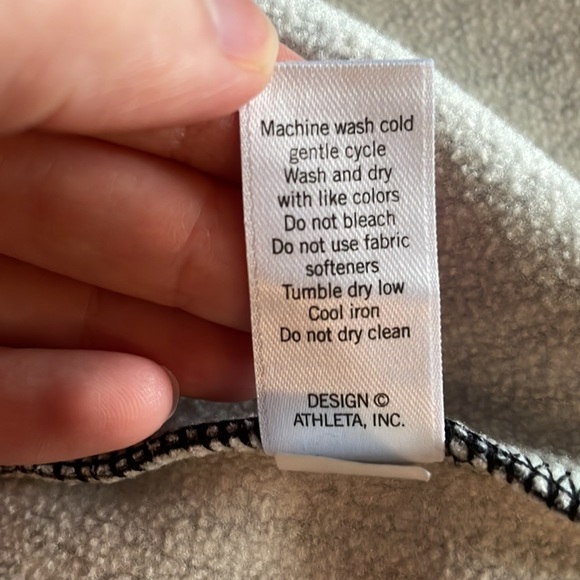 Machine wash cold
gentle cycle
Wash and dry
with like colors
Do not bleach
Do not use fabric
softeners
Tumble dry low
Cool iron
Do not dry clean
DESIGN ©
ATHLETA, INC.